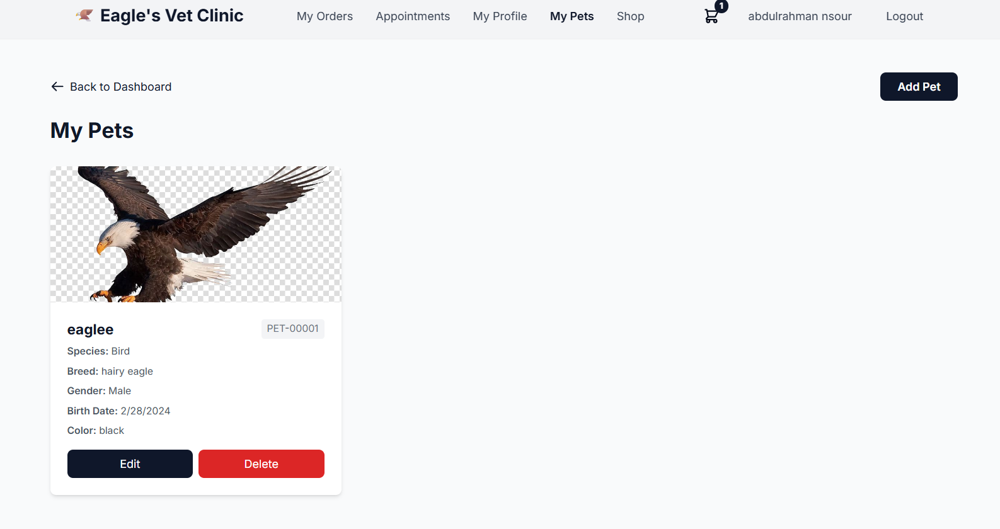 Eagle's Vet Clinic
My Orders
Appointments
My Profile
My Pets
Shop
1
abdulrahman nsour
Logout
Back to Dashboard
Add Pet
My Pets
eaglee
PET-00001
Species: Bird
Breed: hairy eagle
Gender: Male
Birth Date: 2/28/2024
Color: black
Edit
Delete